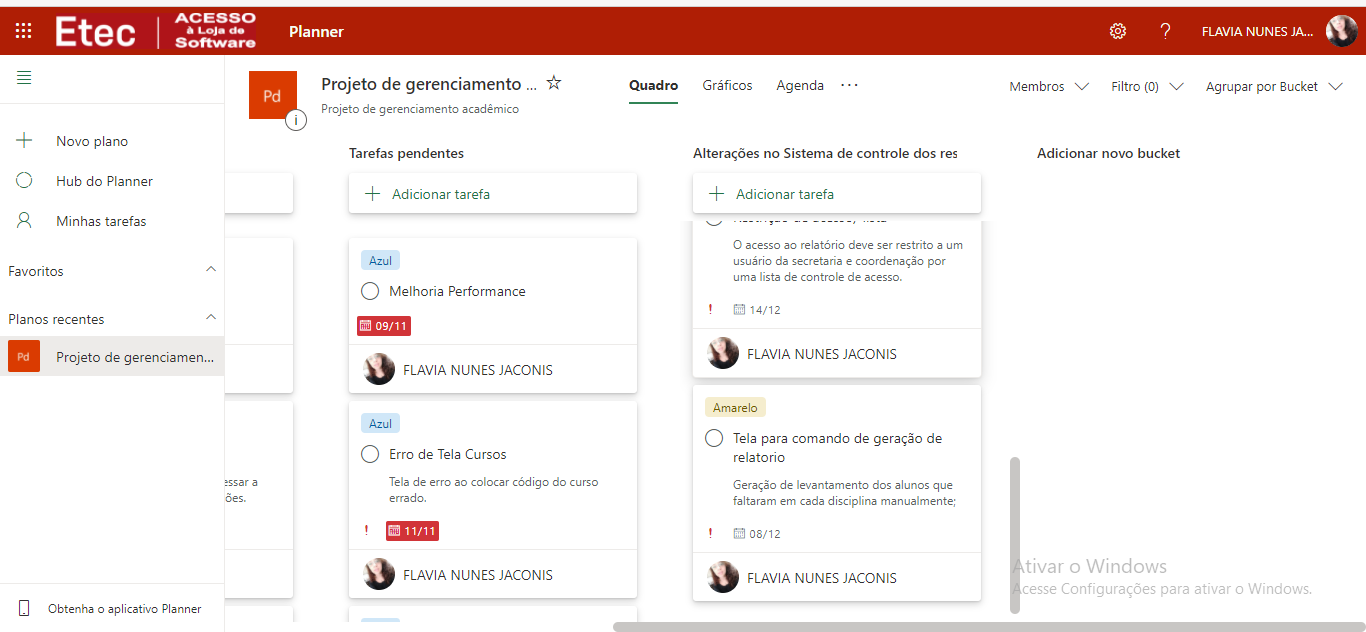 Etec
ACESSO
à Loja de
Software
Planner
FLAVIA NUNES JA...
Novo plano
Hub do Planner
Minhas tarefas
Favoritos
Planos recentes
Pd
Projeto de gerenciamen...
Obtenha o aplicativo Planner
Pd
Projeto de gerenciamento ...
Projeto de gerenciamento acadêmico
Quadro
Gráficos
Agenda
Membros
Filtro (0)
Agrupar por Bucket
essar a
ões.
Tarefas pendentes
Adicionar tarefa
Azul
Melhoria Performance
09/11
FLAVIA NUNES JACONIS
Azul
Erro de Tela Cursos
Tela de erro ao colocar código do curso
errado.
! 11/11
FLAVIA NUNES JACONIS
Alterações no Sistema de controle dos res
Adicionar tarefa
O acesso ao relatório deve ser restrito a um
usuário da secretaria e coordenação por
uma lista de controle de acesso.
! 14/12
FLAVIA NUNES JACONIS
Amarelo
Tela para comando de geração de
relatorio
Geração de levantamento dos alunos que
faltaram em cada disciplina manualmente;
! 08/12
FLAVIA NUNES JACONIS
Adicionar novo bucket
Ativar o Windows
Acesse Configurações para ativar o Windows.